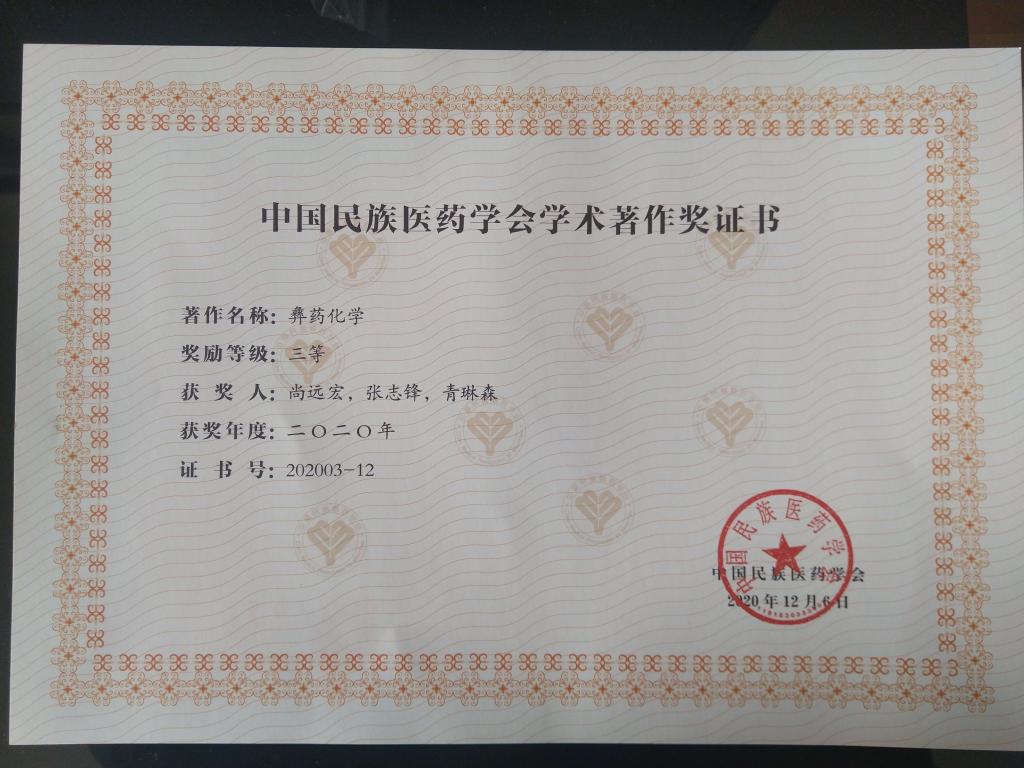 中国民族医药学会学术著作奖证书
著作名称：彝药化学
奖励等级：三等
获 奖 人：尚远宏，张志锋，青琳森
获奖年度：二〇二〇年
证 书 号：202003-12
中国民族医药学会
中国民族医药学会
2020年12月6日